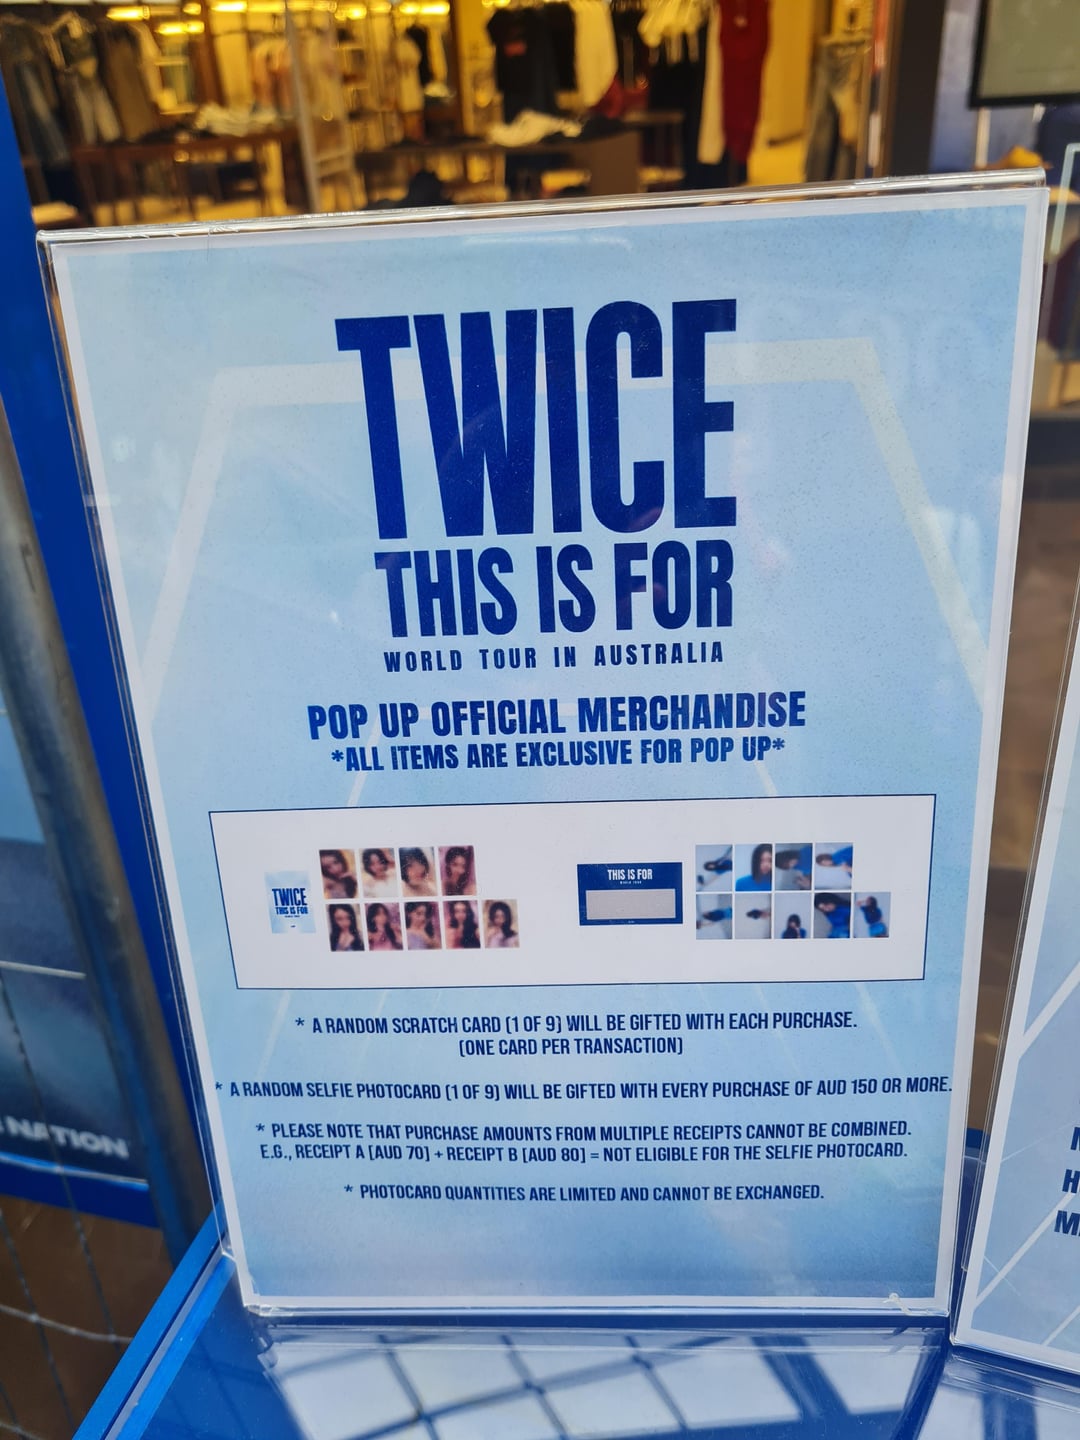 TWICE
THIS IS FOR
WORLD TOUR IN AUSTRALIA
POP UP OFFICIAL MERCHANDISE
*ALL ITEMS ARE EXCLUSIVE FOR POP UP*
TWICE
THIS IS FOR
THIS IS FOR
WORLD TOUR
* A RANDOM SCRATCH CARD (1 OF 9) WILL BE GIFTED WITH EACH PURCHASE.
(ONE CARD PER TRANSACTION)
* A RANDOM SELFIE PHOTOCARD (1 OF 9) WILL BE GIFTED WITH EVERY PURCHASE OF AUD 150 OR MORE.
* PLEASE NOTE THAT PURCHASE AMOUNTS FROM MULTIPLE RECEIPTS CANNOT BE COMBINED.
E.G., RECEIPT A [AUD 70] + RECEIPT B [AUD 80] = NOT ELIGIBLE FOR THE SELFIE PHOTOCARD.
* PHOTOCARD QUANTITIES ARE LIMITED AND CANNOT BE EXCHANGED.
NATION